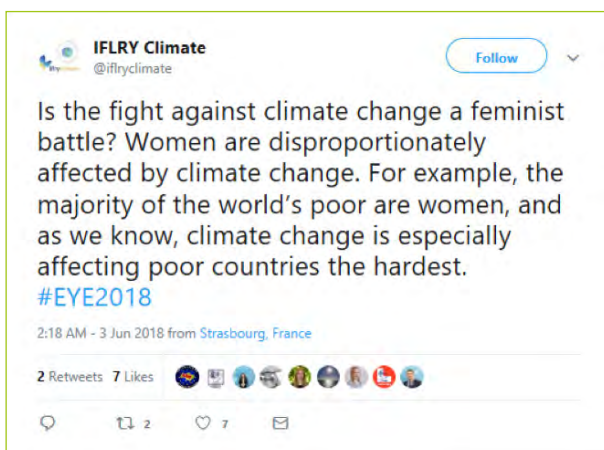 IFLRY Climate
@iflryclimate
Follow
Is the fight against climate change a feminist
battle? Women are disproportionately
affected by climate change. For example, the
majority of the world's poor are women, and
as we know, climate change is especially
affecting poor countries the hardest.
#EYE2018
2:18 AM - 3 Jun 2018 from Strasbourg, France
2 Retweets 7 Likes
2 7